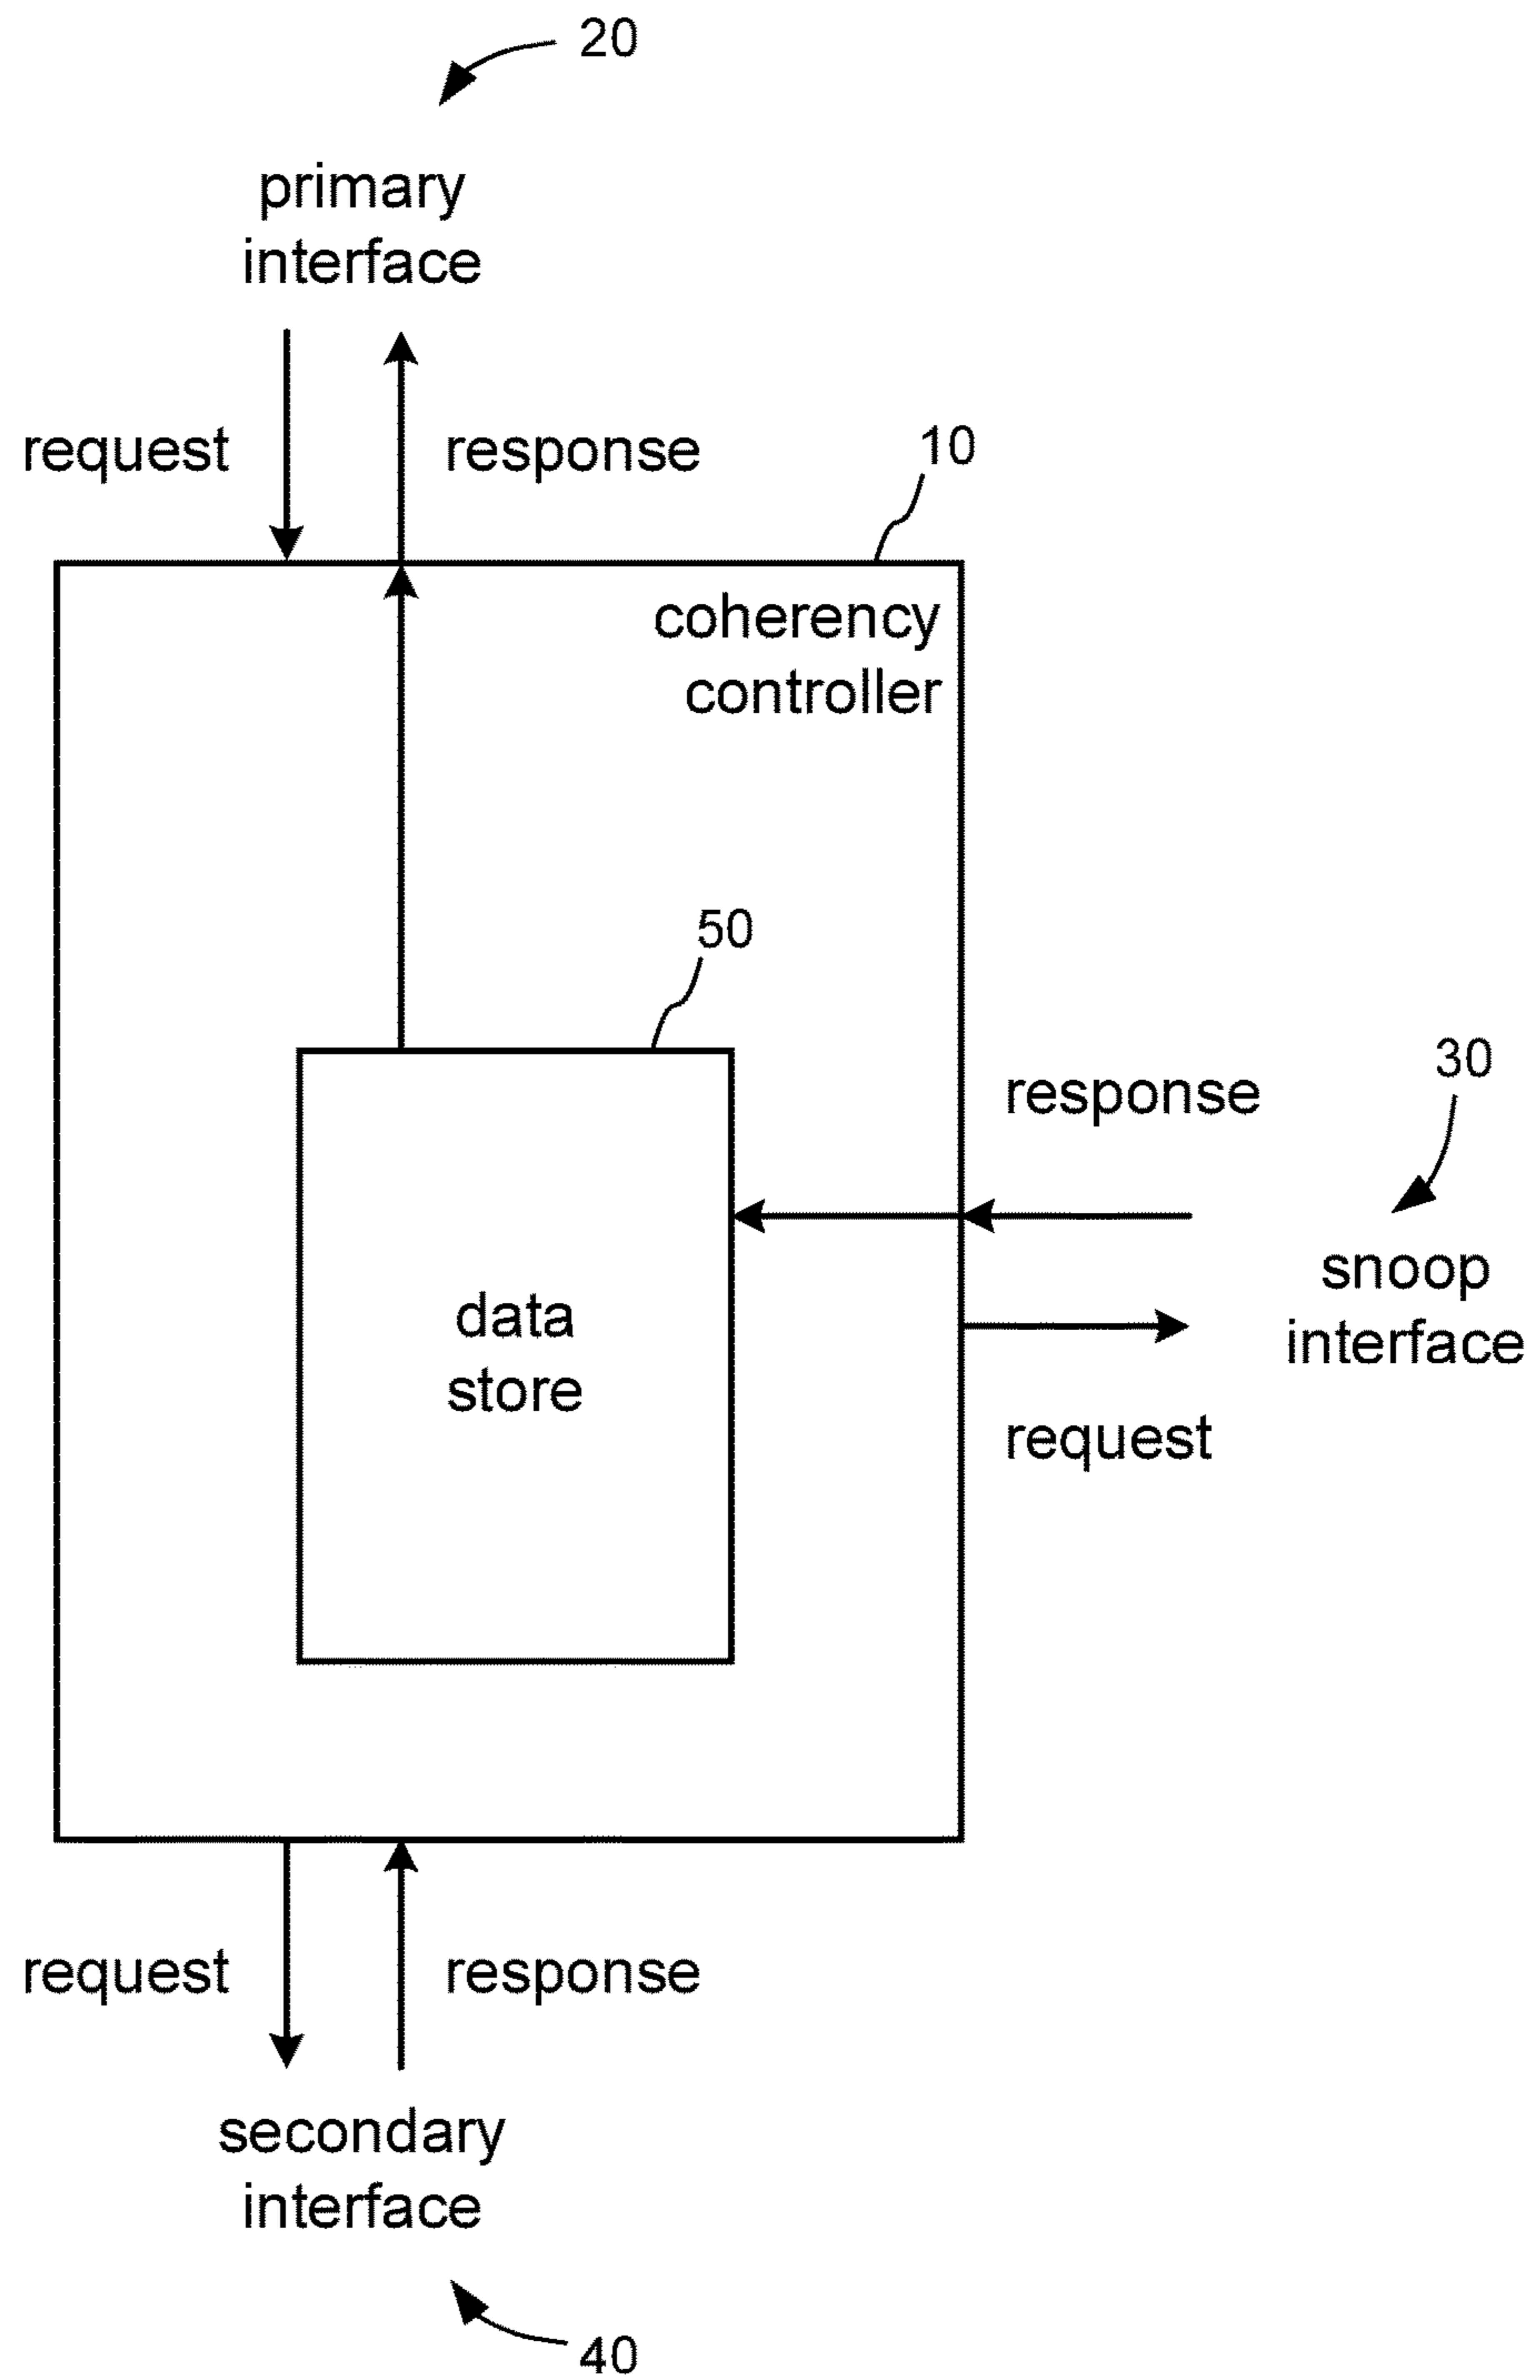 20
primary
interface
request
response
10
coherency
controller
50
30
response
data
store
snoop
interface
request
request
response
secondary
interface
40